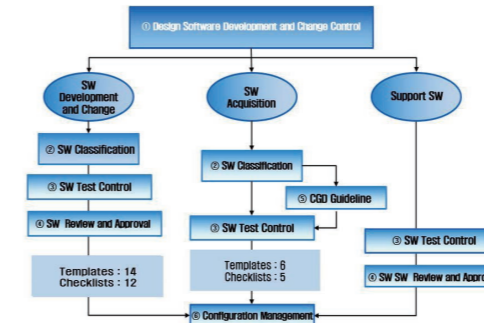 ① Design Software Development and Change Control
SW
Development
and Change
SW
Acquisition
Support SW
② SW Classification
② SW Classification
③ SW Test Control
⑤ CGD Guideline
④ SW Review and Approval
③ SW Test Control
③ SW Test Control
Templates : 14
Checklists : 12
Templates : 6
Checklists : 5
④ SW SW Review and Appro
⑥ Configuration Management